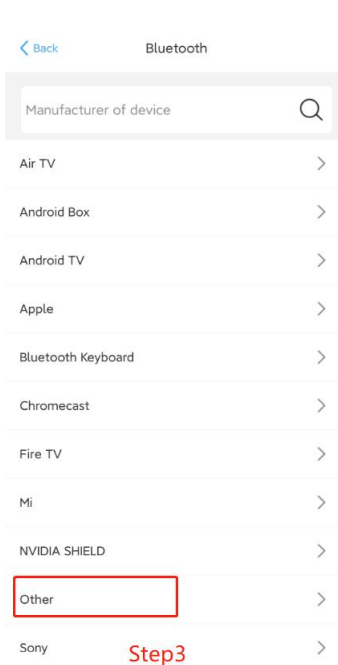 Back
Bluetooth
Manufacturer of device
Air TV
Android Box
Android TV
Apple
Bluetooth Keyboard
Chromecast
Fire TV
Mi
NVIDIA SHIELD
Other
Sony
Step3